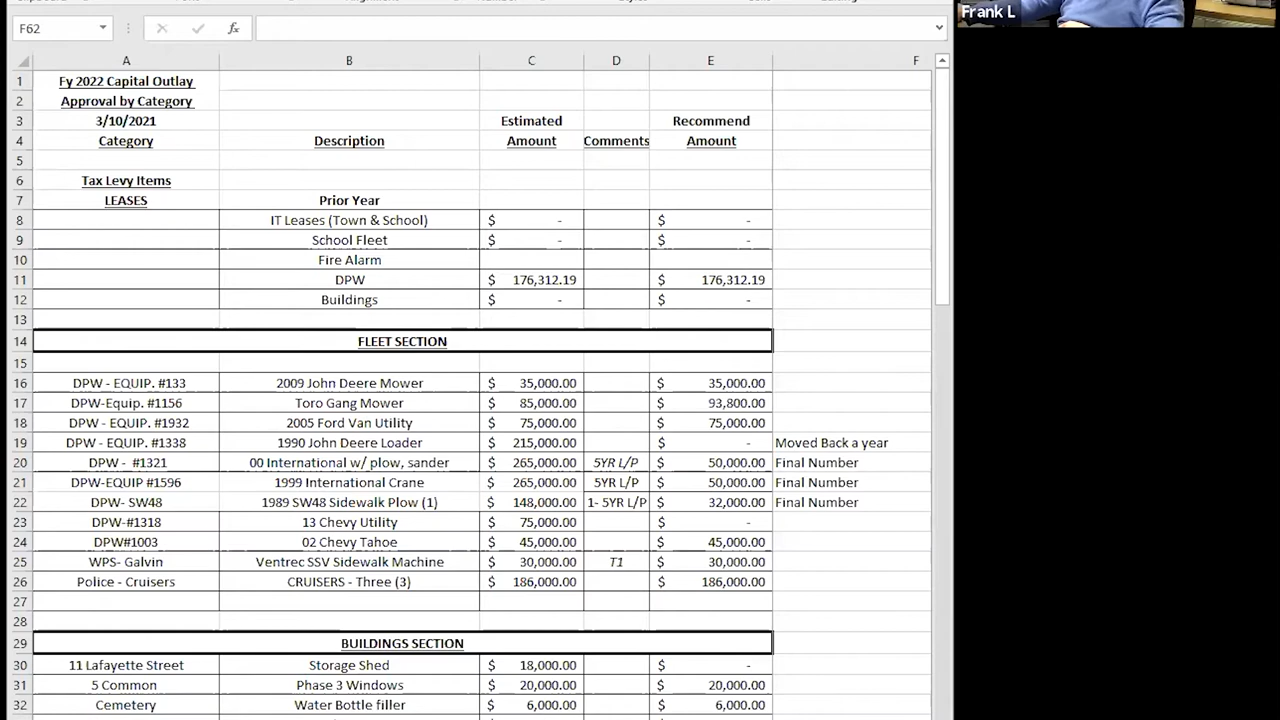 F62
Frank L
A B C D E F
1 Fy 2022 Capital Outlay
2 Approval by Category
3 3/10/2021 Estimated Recommend
4 Category Description Amount Comments Amount
5
6 Tax Levy Items
7 LEASES Prior Year
8 IT Leases (Town & School) $ - $ -
9 School Fleet $ - $ -
10 Fire Alarm
11 DPW $ 176,312.19 $ 176,312.19
12 Buildings $ - $ -
13
14 FLEET SECTION
15
16 DPW - EQUIP. #133 2009 John Deere Mower $ 35,000.00 $ 35,000.00
17 DPW-Equip. #1156 Toro Gang Mower $ 85,000.00 $ 93,800.00
18 DPW - EQUIP. #1932 2005 Ford Van Utility $ 75,000.00 $ 75,000.00
19 DPW - EQUIP. #1338 1990 John Deere Loader $ 215,000.00 $ - Moved Back a year
20 DPW - #1321 00 International w/ plow, sander $ 265,000.00 5YR L/P $ 50,000.00 Final Number
21 DPW-EQUIP #1596 1999 International Crane $ 265,000.00 5YR L/P $ 50,000.00 Final Number
22 DPW- SW48 1989 SW48 Sidewalk Plow (1) $ 148,000.00 1- 5YR L/P $ 32,000.00 Final Number
23 DPW-#1318 13 Chevy Utility $ 75,000.00 $ -
24 DPW#1003 02 Chevy Tahoe $ 45,000.00 $ 45,000.00
25 WPS- Galvin Ventrec SSV Sidewalk Machine $ 30,000.00 T1 $ 30,000.00
26 Police - Cruisers CRUISERS - Three (3) $ 186,000.00 $ 186,000.00
27
28
29 BUILDINGS SECTION
30 11 Lafayette Street Storage Shed $ 18,000.00 $ -
31 5 Common Phase 3 Windows $ 20,000.00 $ 20,000.00
32 Cemetery Water Bottle filler $ 6,000.00 $ 6,000.00